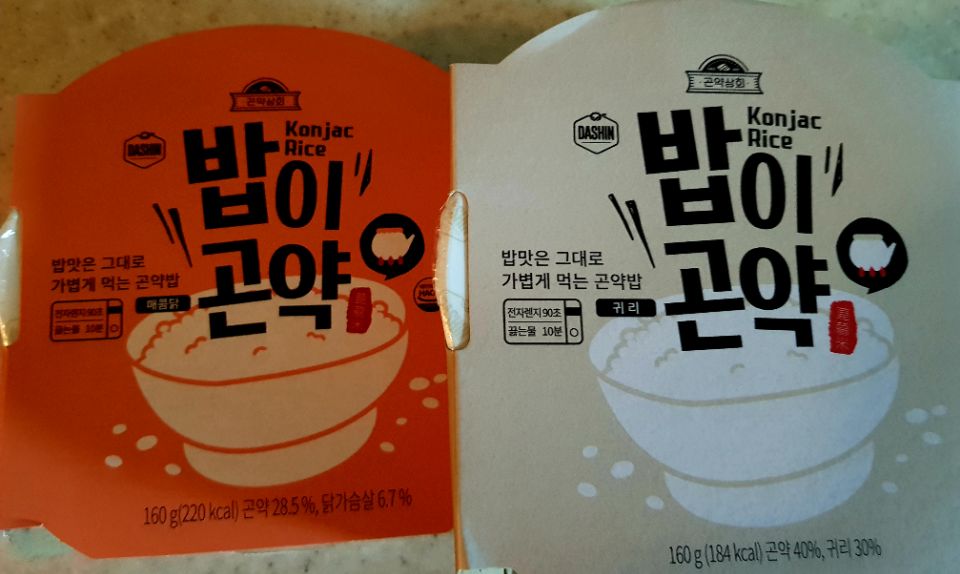 곤약상회
DASHIN
Konjac
Rice
밥이
곤약
밥맛은 그대로
가볍게 먹는 곤약밥
매콤닭
전자렌지 90초
끓는물 10분
160 g(220 kcal) 곤약 28.5 %, 닭가슴살 6.7 %
곤약상회
DASHIN
Konjac
Rice
밥이
곤약
밥맛은 그대로
가볍게 먹는 곤약밥
귀리
전자렌지 90초
끓는물 10분
160 g (184 kcal) 곤약 40%, 귀리 30%